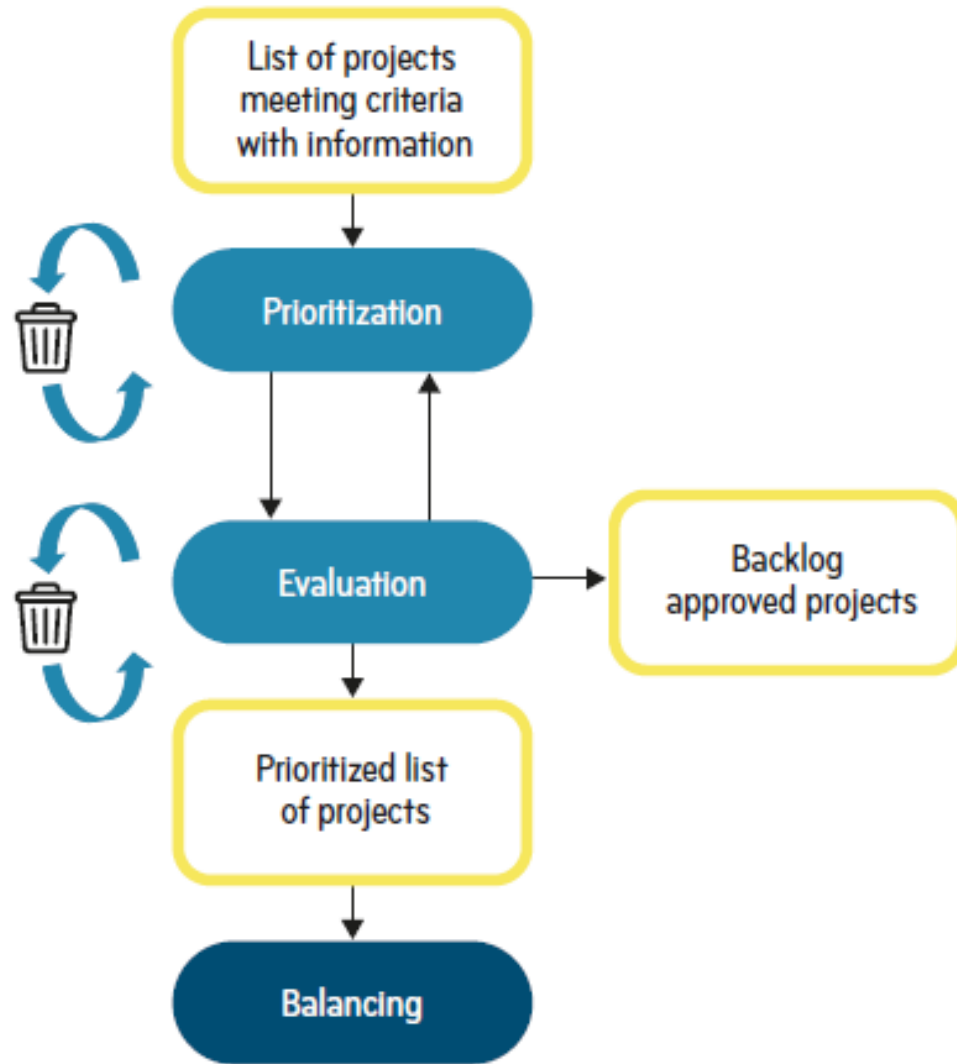 List of projects
meeting criteria
with information
Prioritization
Evaluation
Backlog
approved projects
Prioritized list
of projects
Balancing